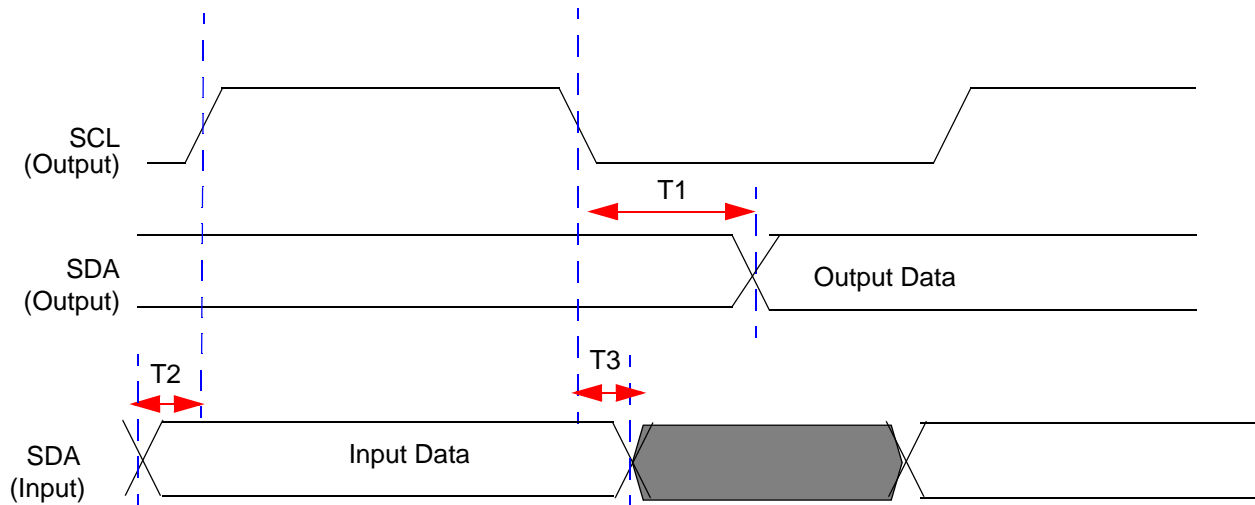 SCL
(Output)
T1
SDA
(Output)
Output Data
T2
T3
SDA
(Input)
Input Data